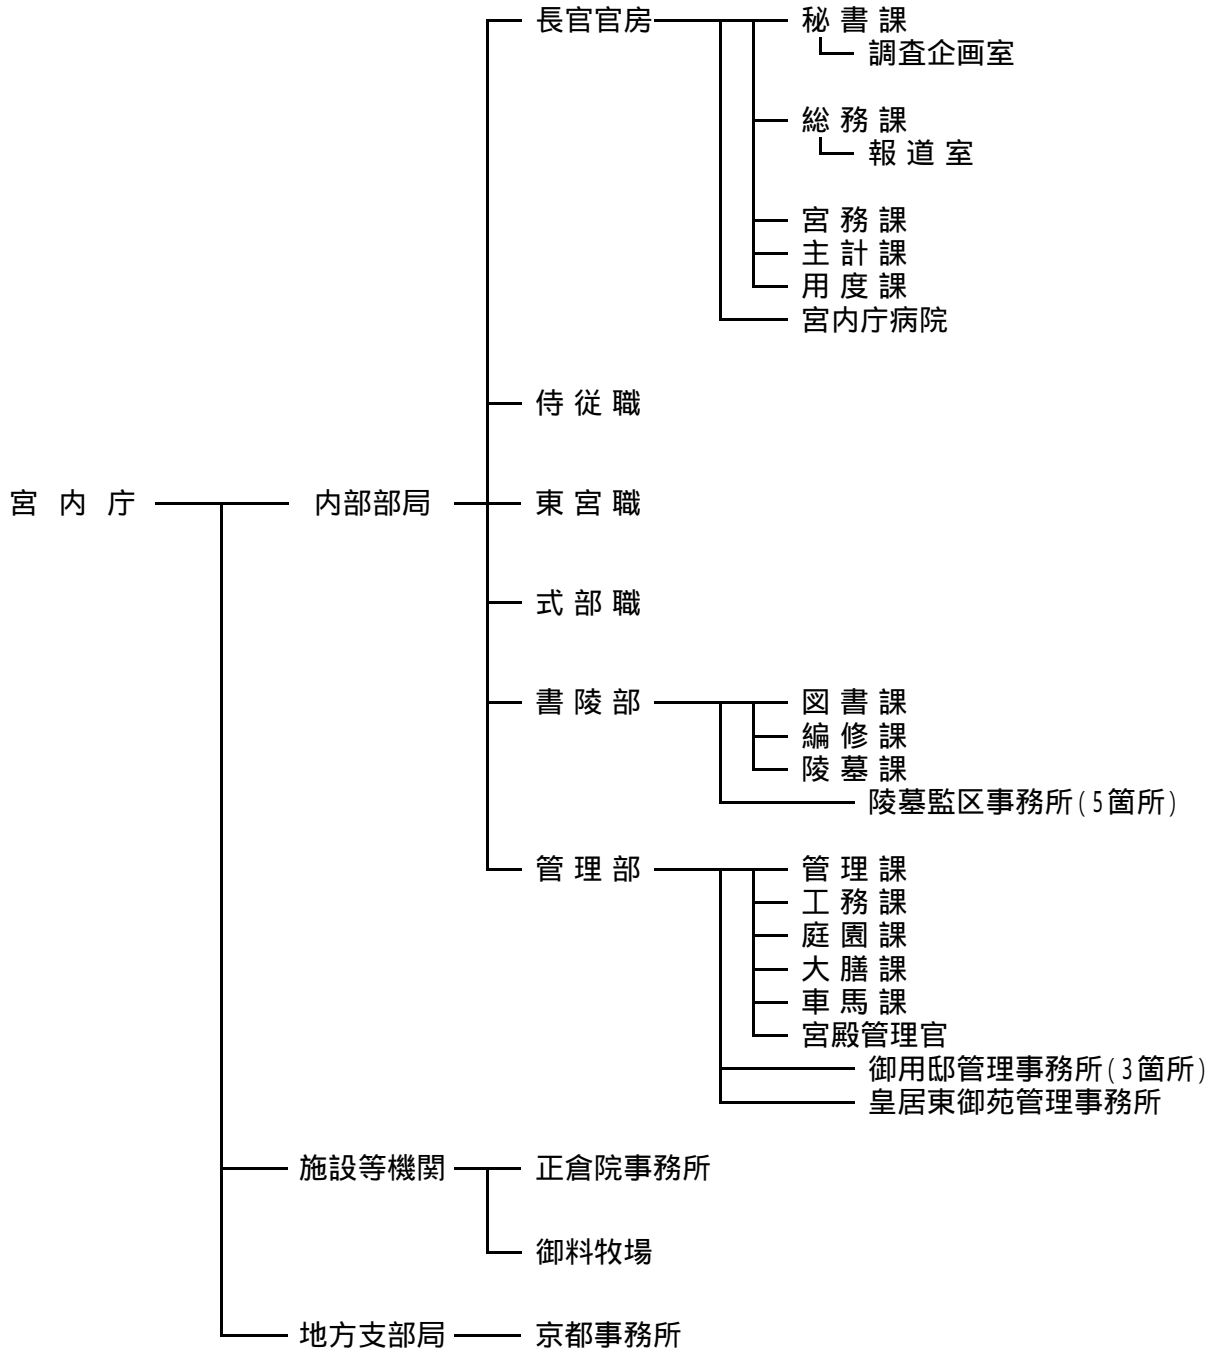 長官官房
秘書課
調査企画室
総務課
報道室
宮務課
主計課
用度課
宮内庁病院
侍従職
宮内庁
内部部局
東宮職
式部職
書陵部
図書課
編修課
陵墓課
陵墓監区事務所(5箇所)
管理部
管理課
工務課
庭園課
大膳課
車馬課
宮殿管理官
御用邸管理事務所(3箇所)
皇居東御苑管理事務所
施設等機関
正倉院事務所
御料牧場
地方支部局
京都事務所